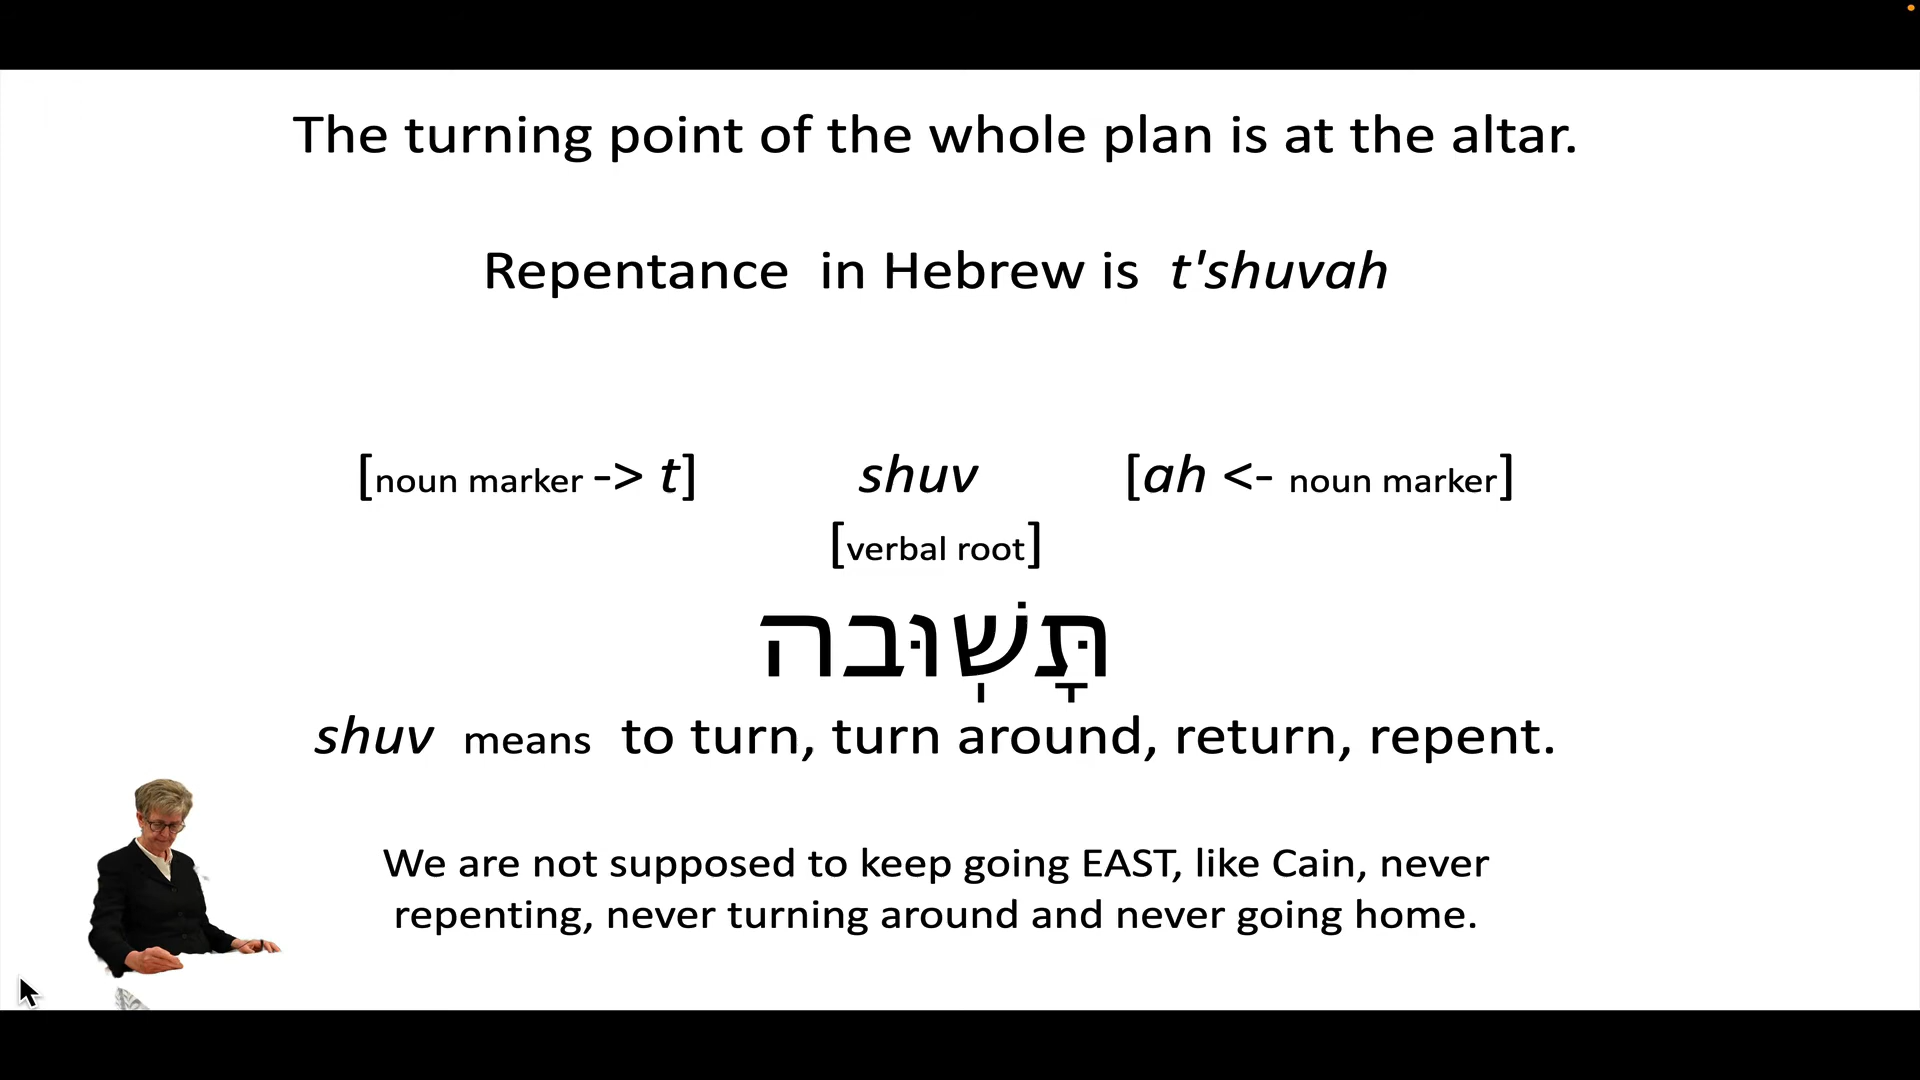 The turning point of the whole plan is at the altar.
Repentance in Hebrew is t'shuvah
[noun marker -> t] shuv [ah <- noun marker]
[verbal root]
תָּשְׁוּבה
shuv means to turn, turn around, return, repent.
We are not supposed to keep going EAST, like Cain, never
repenting, never turning around and never going home.